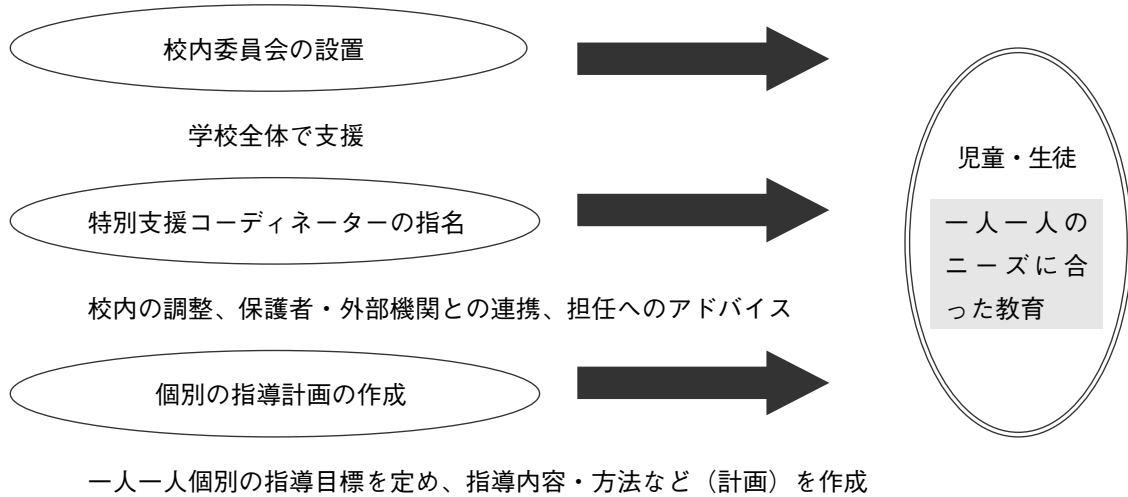 校内委員会の設置
学校全体で支援
特別支援コーディネーターの指名
校内の調整、保護者・外部機関との連携、担任へのアドバイス
個別の指導計画の作成
一人一人個別の指導目標を定め、指導内容・方法など（計画）を作成
児童・生徒
一人一人の
ニーズに合
った教育